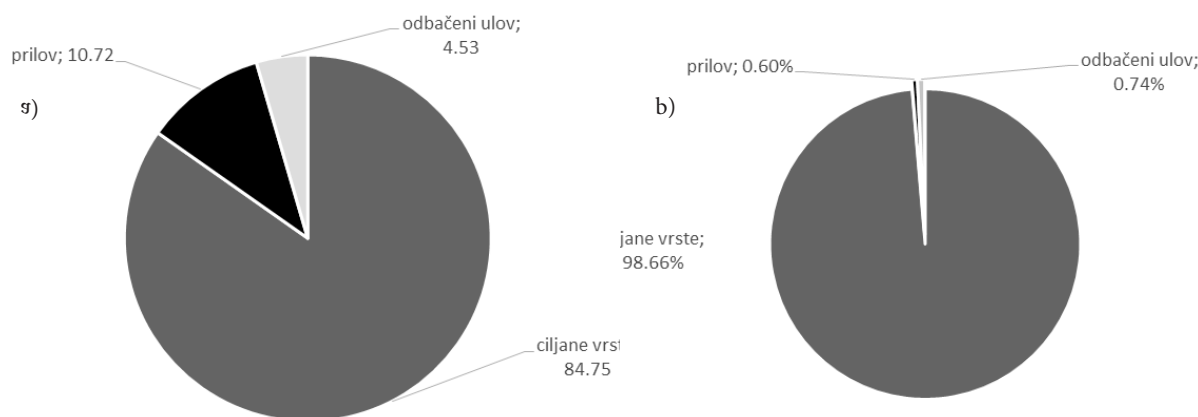 odbačeni ulov;
4.53
prilov; 10.72
a)
ciljane vrst
84.75
odbačeni ulov;
0.74%
prilov; 0.60%
b)
jane vrste;
98.66%